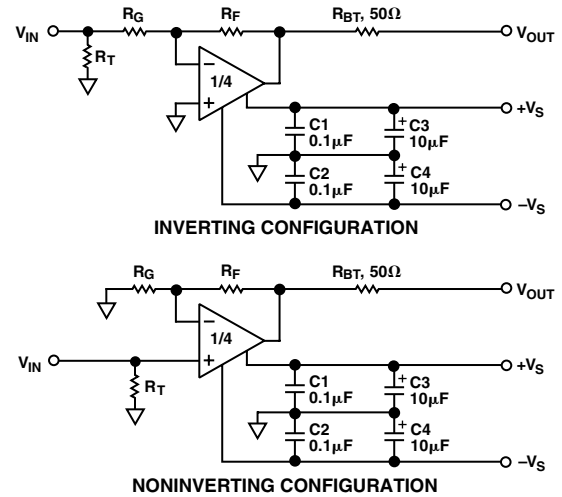 R_G
R_F
R_BT, 50Ω
V_IN
V_OUT
R_T
–
1/4
+
+V_S
C1
0.1µF
+
C3
10µF
C2
0.1µF
+
C4
10µF
–V_S
INVERTING CONFIGURATION
R_G
R_F
R_BT, 50Ω
V_OUT
–
1/4
V_IN
+
R_T
+V_S
C1
0.1µF
+
C3
10µF
C2
0.1µF
+
C4
10µF
–V_S
NONINVERTING CONFIGURATION